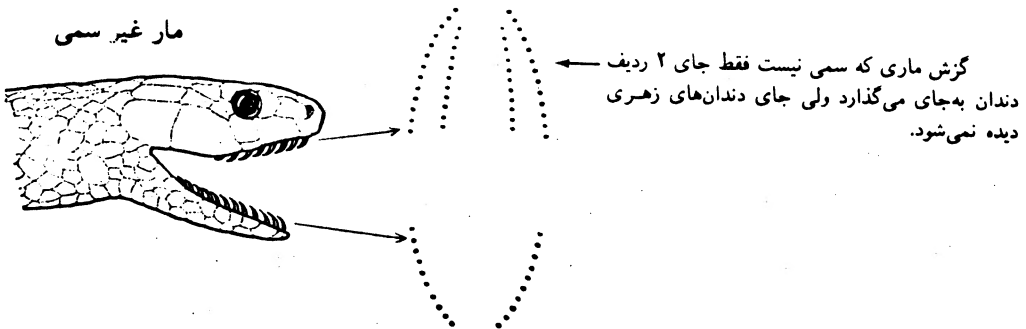 مار غیر سمی
گزش ماری که سمی نیست فقط جای ۲ ردیف
دندان به‌جای می‌گذارد ولی جای دندان‌های زهری
دیده نمی‌شود.